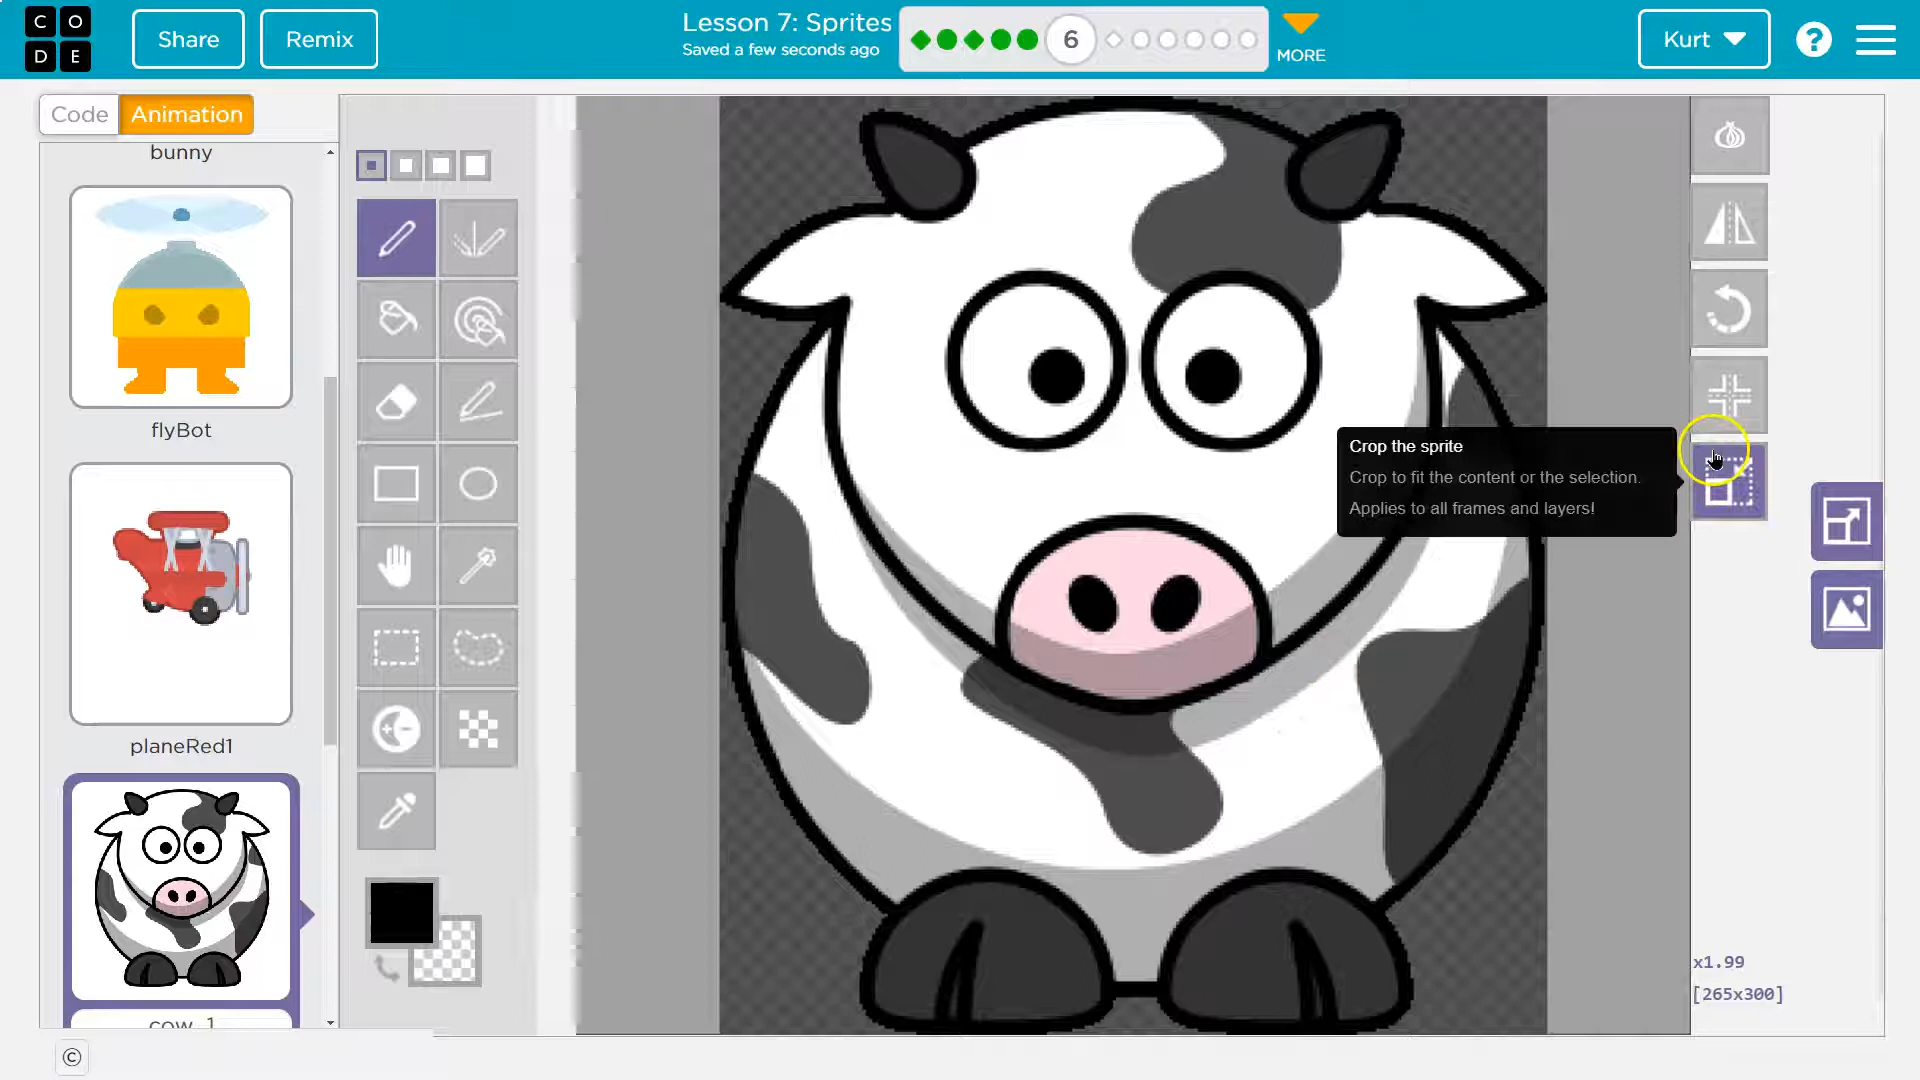 C O
D E
Share
Remix
Lesson 7: Sprites
Saved a few seconds ago
6
MORE
Kurt
?
Code
Animation
bunny
flyBot
planeRed1
cow_1
Crop the sprite
Crop to fit the content or the selection.
Applies to all frames and layers!
x1.99
[265x300]
©